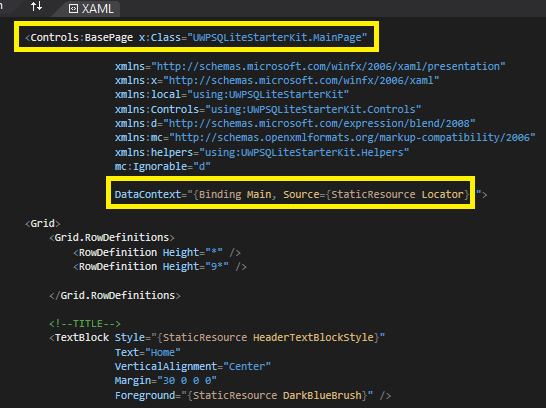 XAML
<Controls:BasePage x:Class="UWPSQLiteStarterKit.MainPage"
xmlns="http://schemas.microsoft.com/winfx/2006/xaml/presentation"
xmlns:x="http://schemas.microsoft.com/winfx/2006/xaml"
xmlns:local="using:UWPSQLiteStarterKit"
xmlns:Controls="using:UWPSQLiteStarterKit.Controls"
xmlns:d="http://schemas.microsoft.com/expression/blend/2008"
xmlns:mc="http://schemas.openxmlformats.org/markup-compatibility/2006"
xmlns:helpers="using:UWPSQLiteStarterKit.Helpers"
mc:Ignorable="d"
DataContext="{Binding Main, Source={StaticResource Locator} ">
<Grid>
<Grid.RowDefinitions>
<RowDefinition Height="*" />
<RowDefinition Height="9*" />
</Grid.RowDefinitions>
<!--TITLE-->
<TextBlock Style="{StaticResource HeaderTextBlockStyle}"
Text="Home"
VerticalAlignment="Center"
Margin="30 0 0 0"
Foreground="{StaticResource DarkBlueBrush}" />